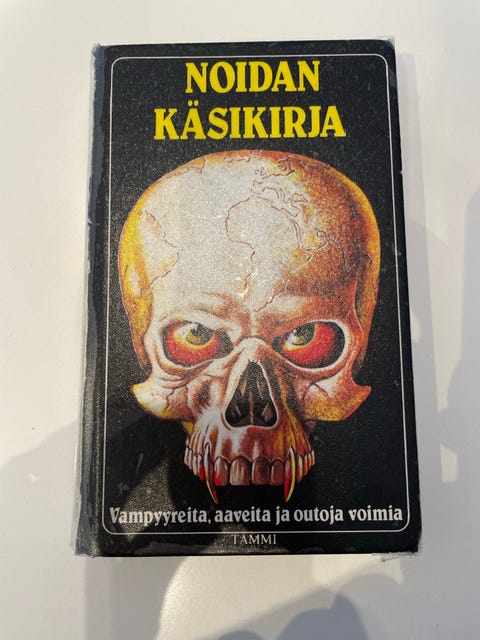 NOIDAN
KÄSIKIRJA
Vampyyreita, aaveita ja outoja voimia
TAMMI